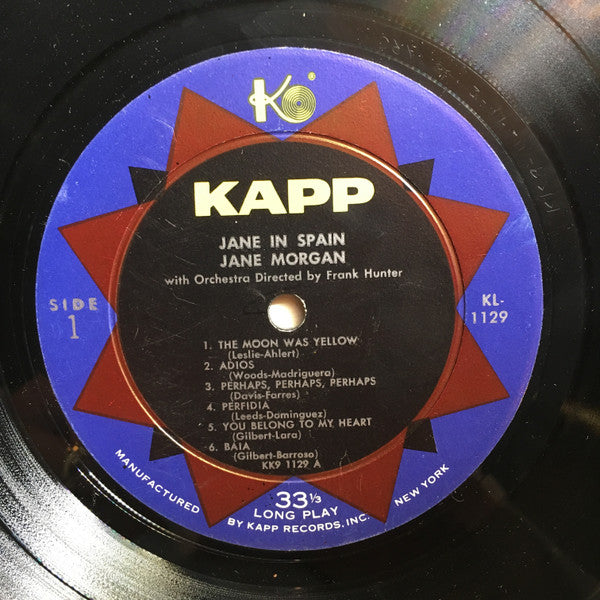 K
®
KAPP
JANE IN SPAIN
JANE MORGAN
with Orchestra Directed by Frank Hunter
SIDE
1
KL-
1129
1. THE MOON WAS YELLOW
(Leslie-Ahlert)
2. ADIOS
(Woods-Madriguera)
3. PERHAPS, PERHAPS, PERHAPS
(Davis-Farres)
4. PERFIDIA
(Leeds-Dominguez)
5. YOU BELONG TO MY HEART
(Gilbert-Lara)
6. BAIA
(Gilbert-Barroso)
KK9 1129 A
33⅓
LONG PLAY
MANUFACTURED BY KAPP RECORDS, INC. NEW YORK